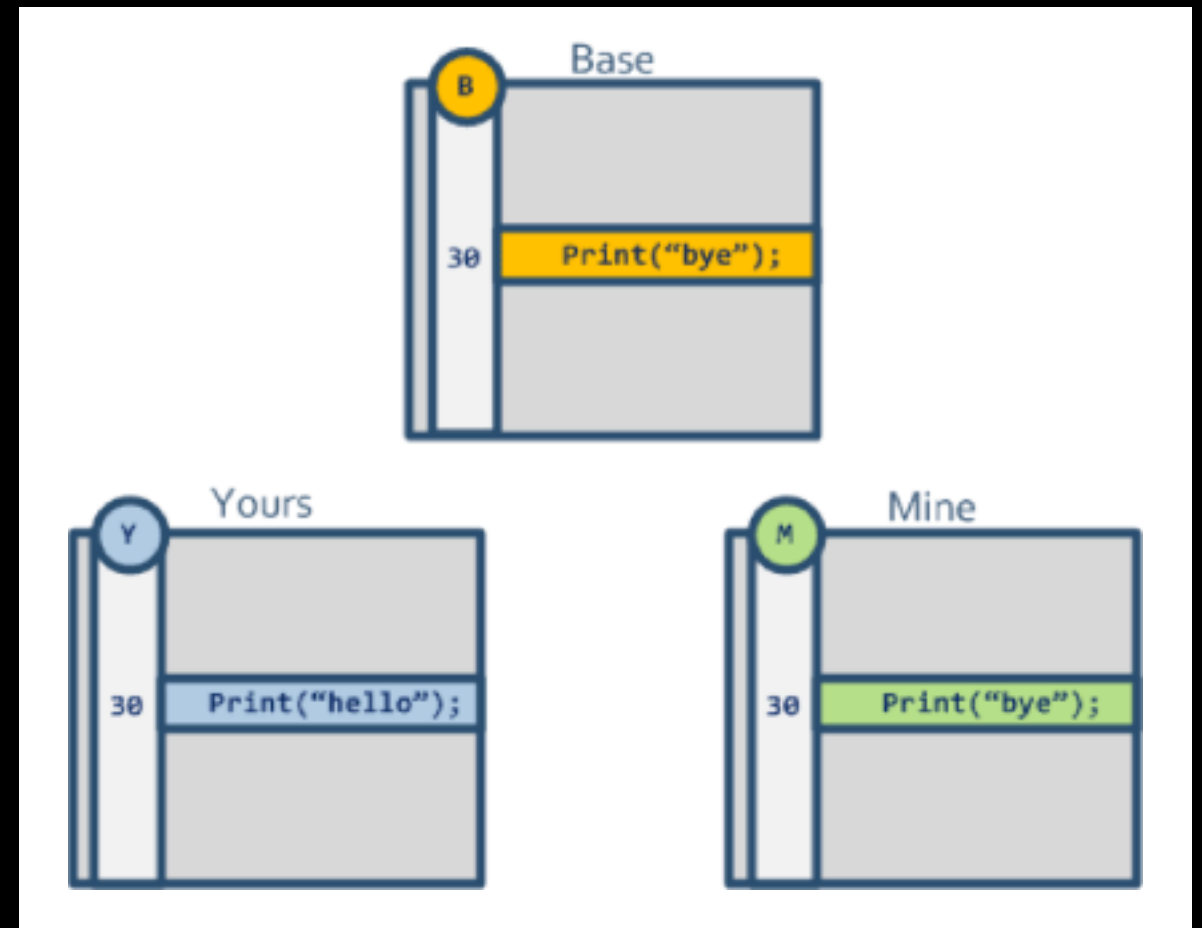 Base
B
30 Print(“bye”);
Yours
Y
30 Print(“hello”);
Mine
M
30 Print(“bye”);